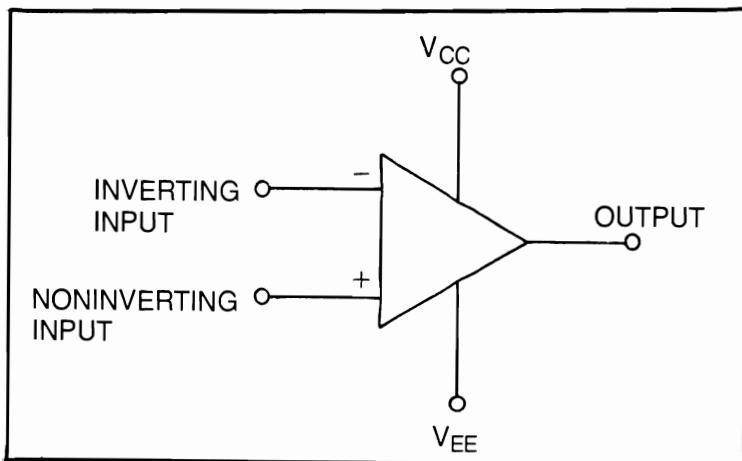 VCC
INVERTING
INPUT
−
OUTPUT
NONINVERTING
INPUT
+
VEE